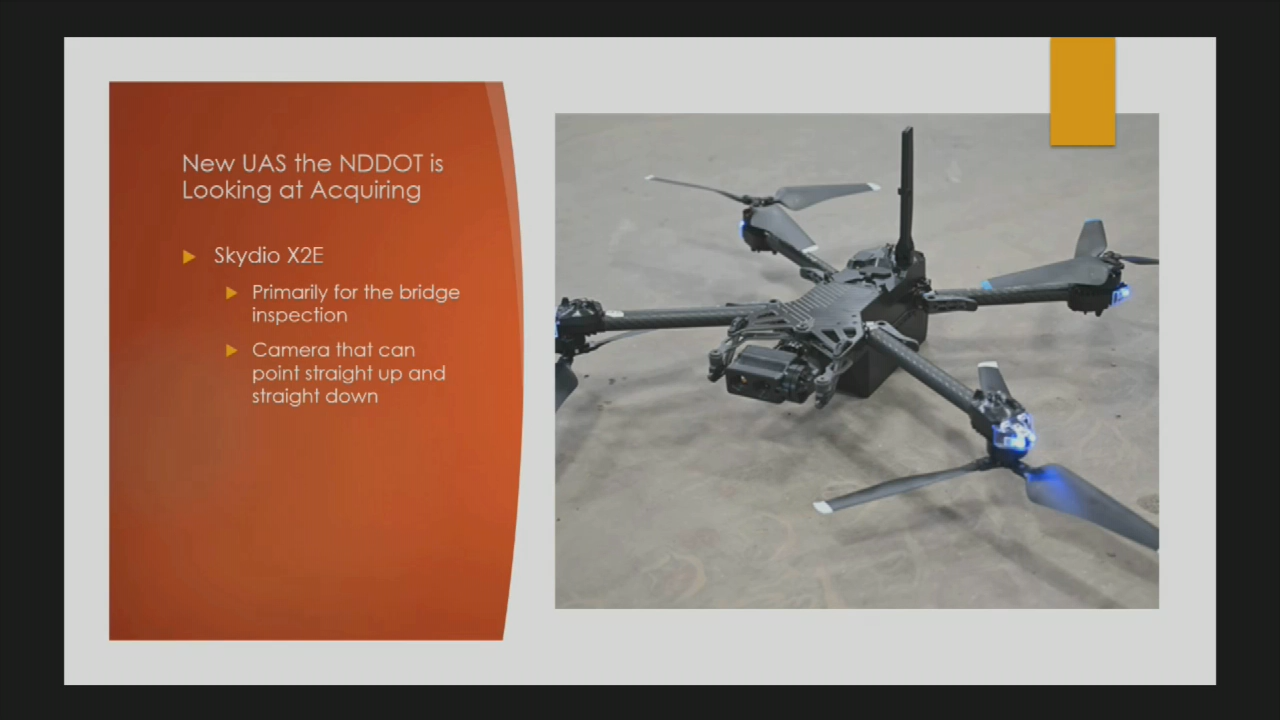 New UAS the NDDOT is
Looking at Acquiring
Skydio X2E
Primarily for the bridge
inspection
Camera that can
point straight up and
straight down